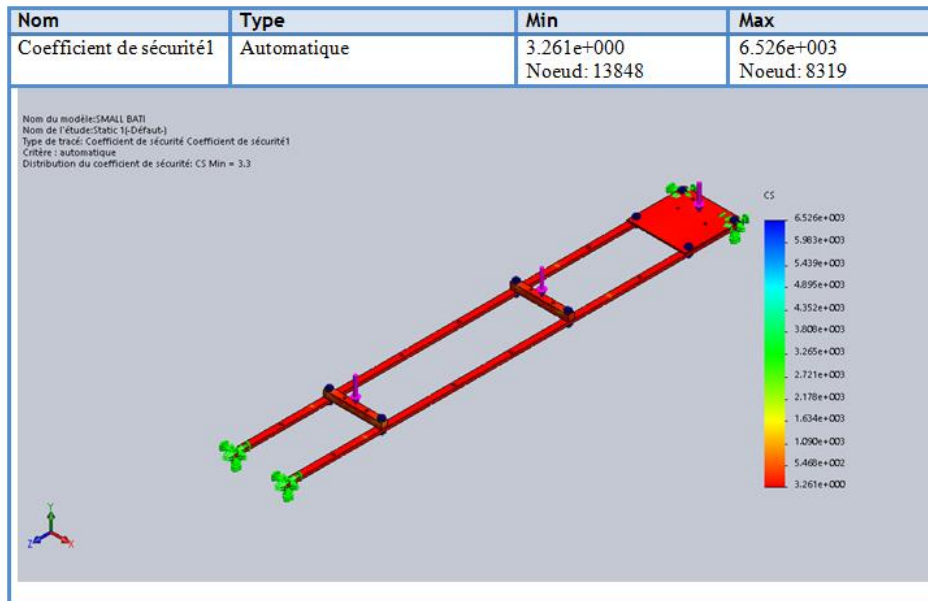 Nom Type Min Max
Coefficient de sécurité1 Automatique 3.261e+000 6.526e+003
Noeud: 13848 Noeud: 8319
Nom du modèle:SMALL BATI
Nom de l'étude:Static 1(-Défaut-)
Type de tracé: Coefficient de sécurité Coefficient de sécurité1
Critère : automatique
Distribution du coefficient de sécurité: CS Min = 3.3
CS
6.526e+003
5.983e+003
5.439e+003
4.895e+003
4.352e+003
3.808e+003
3.265e+003
2.721e+003
2.178e+003
1.634e+003
1.090e+003
5.468e+002
3.261e+000
Y
Z
X